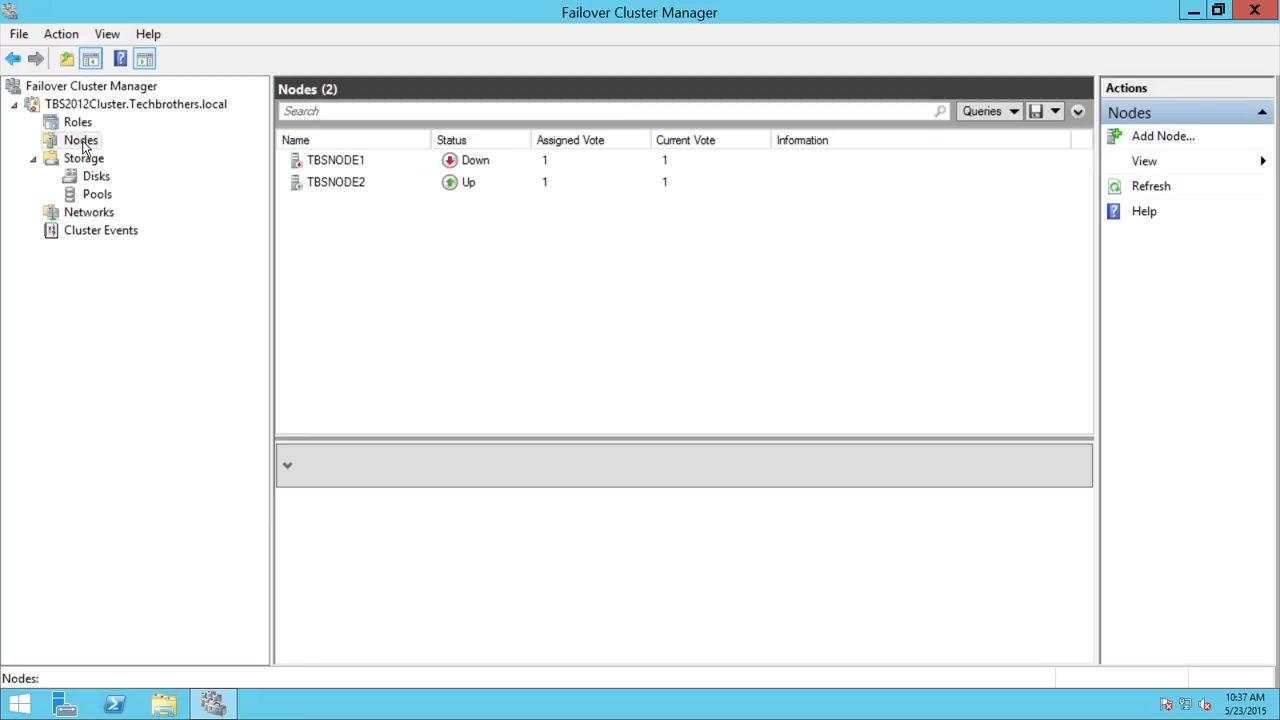 Failover Cluster Manager
File Action View Help
Failover Cluster Manager
TBS2012Cluster.Techbrothers.local
Roles
Nodes
Storage
Disks
Pools
Networks
Cluster Events
Nodes (2)
Search
Queries
Name Status Assigned Vote Current Vote Information
TBSNODE1 Down 1 1
TBSNODE2 Up 1 1
Actions
Nodes
Add Node...
View
Refresh
Help
Nodes:
10:37 AM
5/23/2015